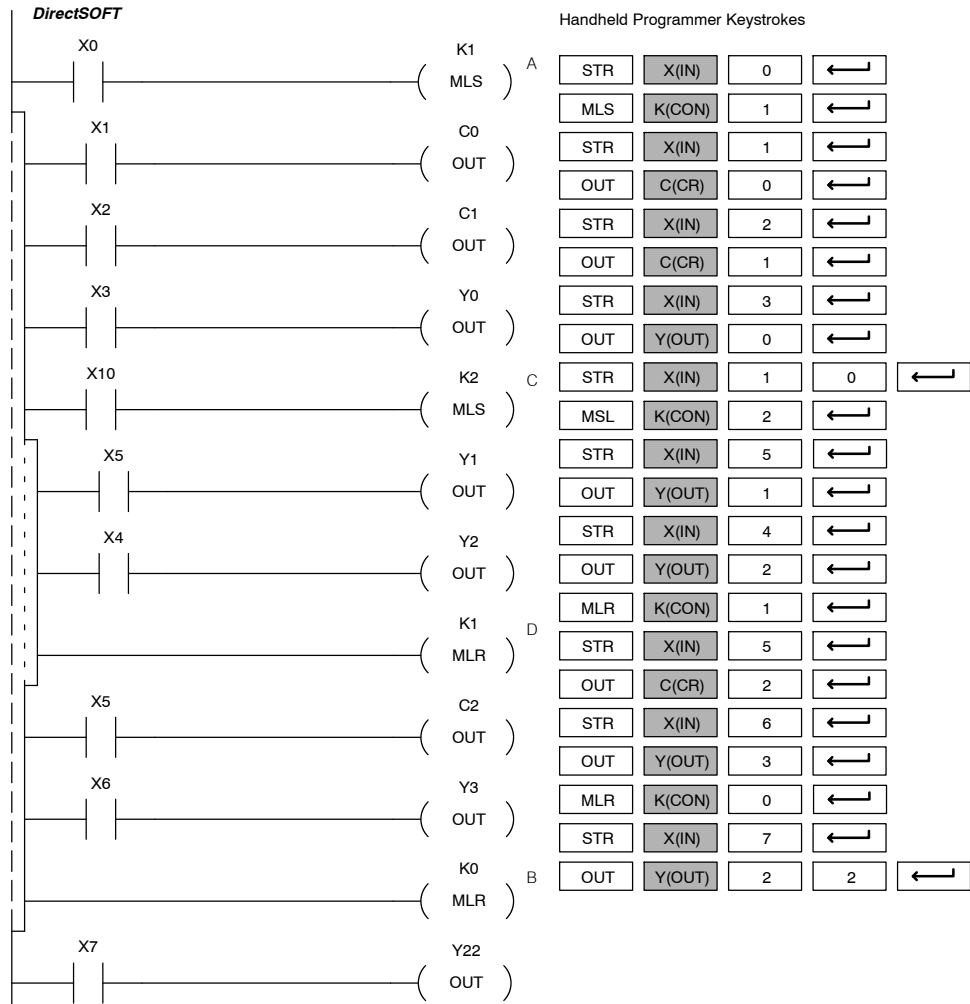 DirectSOFT
X0
K1
MLS
A
X1
C0
OUT
X2
C1
OUT
X3
Y0
OUT
X10
K2
MLS
C
X5
Y1
OUT
X4
Y2
OUT
K1
MLR
D
X5
C2
OUT
X6
Y3
OUT
K0
MLR
B
X7
Y22
OUT
Handheld Programmer Keystrokes
STR X(IN) 0
MLS K(CON) 1
STR X(IN) 1
OUT C(CR) 0
STR X(IN) 2
OUT C(CR) 1
STR X(IN) 3
OUT Y(OUT) 0
STR X(IN) 1 0
MSL K(CON) 2
STR X(IN) 5
OUT Y(OUT) 1
STR X(IN) 4
OUT Y(OUT) 2
MLR K(CON) 1
STR X(IN) 5
OUT C(CR) 2
STR X(IN) 6
OUT Y(OUT) 3
MLR K(CON) 0
STR X(IN) 7
OUT Y(OUT) 2 2